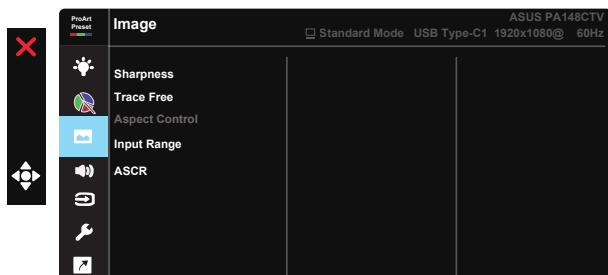 ProArt
Preset
Image
ASUS PA148CTV
Standard Mode USB Type-C1 1920x1080@ 60Hz
Sharpness
Trace Free
Aspect Control
Input Range
ASCR